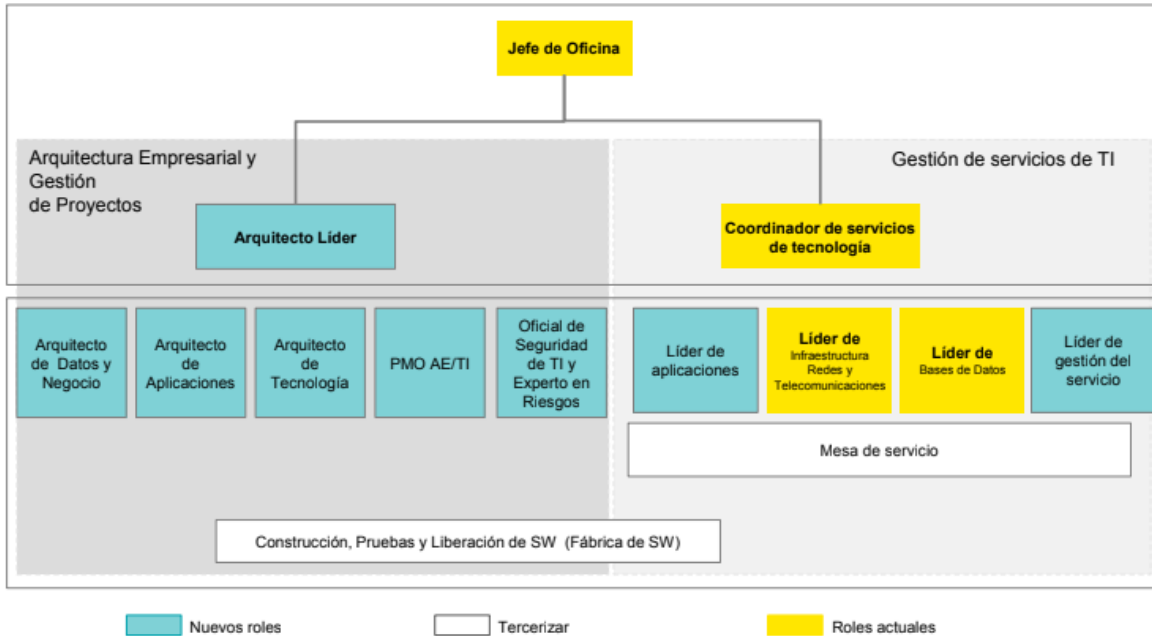 Jefe de Oficina
Arquitectura Empresarial y
Gestión
de Proyectos
Gestión de servicios de TI
Arquitecto Líder
Coordinador de servicios
de tecnología
Arquitecto
de Datos y
Negocio
Arquitecto
de
Aplicaciones
Arquitecto
de
Tecnología
PMO AE/TI
Oficial de
Seguridad
de TI y
Experto en
Riesgos
Líder de
aplicaciones
Líder de
Infraestructura
Redes y
Telecomunicaciones
Líder de
Bases de Datos
Líder de
gestión del
servicio
Mesa de servicio
Construcción, Pruebas y Liberación de SW (Fábrica de SW)
Nuevos roles
Tercerizar
Roles actuales